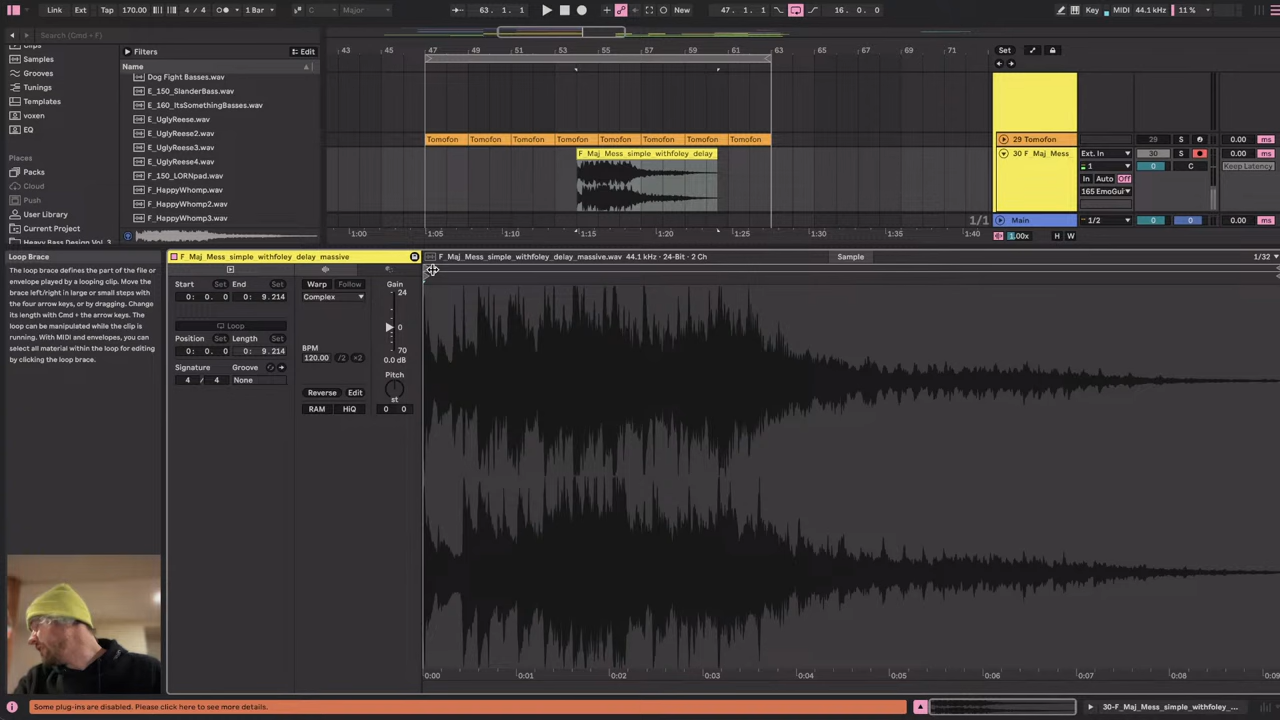 Link Ext Tap 170.00 4 / 4 1 Bar C Major 63. 1. 1 New 47. 1. 1 16. 0. 0 Key MIDI 44.1 kHz 11 %
Search (Cmd + F)
Clips
Samples
Grooves
Tunings
Templates
voxen
EQ
Places
Packs
Cloud
Push
User Library
Current Project
Heavy Bass Design Vol. 3
Filters Edit
Name
Dog Fight Basses.wav
E_150_SlanderBass.wav
E_160_ItsSomethingBasses.wav
E_UglyReese.wav
E_UglyReese2.wav
E_UglyReese3.wav
E_UglyReese4.wav
F_150_LORNpad.wav
F_HappyWhomp.wav
F_HappyWhomp2.wav
F_HappyWhomp3.wav
43 45 47 49 51 53 55 57 59 61 63 65 67 69 71
Set
Tomofon Tomofon Tomofon Tomofon Tomofon Tomofon Tomofon Tomofon
F_Maj_Mess_simple_withfoley_delay
1/1
1:00 1:05 1:10 1:15 1:20 1:25 1:30 1:35 1:40
29 Tomofon 29 S 0.00 ms
30 F_Maj_Mess Ext. In 30 S 0.00 ms
1 0 C Keep Latency
In Auto Off
165 EmoGui
Main 1/2 0 0 0.00 ms
1.00x H W
Loop Brace
The loop brace defines the part of the file or
envelope played by a looping clip. Move the
brace left/right in large or small steps with
the four arrow keys, or by dragging. Change
its length with Cmd + the arrow keys. The
loop can be manipulated while the clip is
running. With MIDI and envelopes, you can
select all material within the loop for editing
by clicking the loop brace.
F_Maj_Mess_simple_withfoley_delay_massive
Start Set End Set
0: 0. 0 0: 9.214
Loop
Position Set Length Set
0: 0. 0 0: 9.214
Signature Groove
4 / 4 None
Warp Follow
Complex
BPM
120.00 /2 ×2
Reverse Edit
RAM HiQ
Gain
24
0
70
0.0 dB
Pitch
st
0 0
F_Maj_Mess_simple_withfoley_delay_massive.wav 44.1 kHz · 24-Bit · 2 Ch Sample 1/32
0:00 0:01 0:02 0:03 0:04 0:05 0:06 0:07 0:08 0:09
Some plug-ins are disabled. Please click here to see more details.
30-F_Maj_Mess_simple_withfoley_...